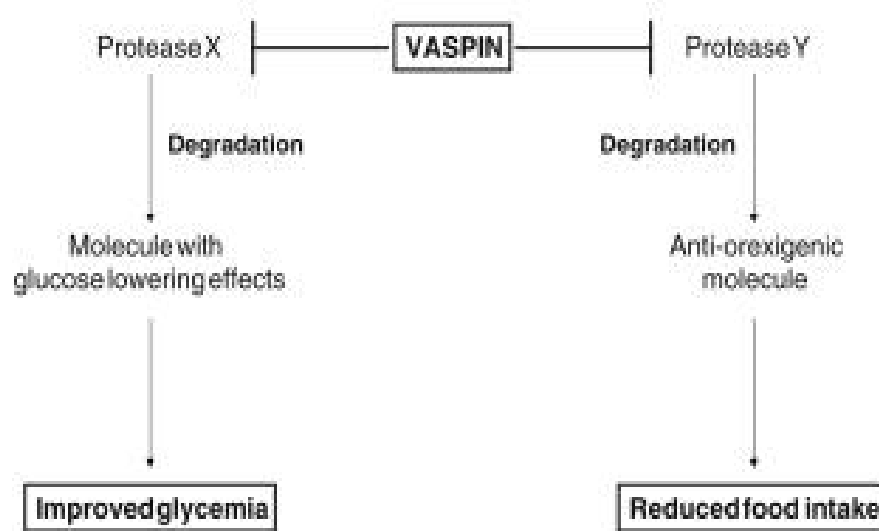 Protease X
VASPIN
Protease Y
Degradation
Degradation
Molecule with
glucose lowering effects
Anti-orexigenic
molecule
Improved glycemia
Reduced food intake